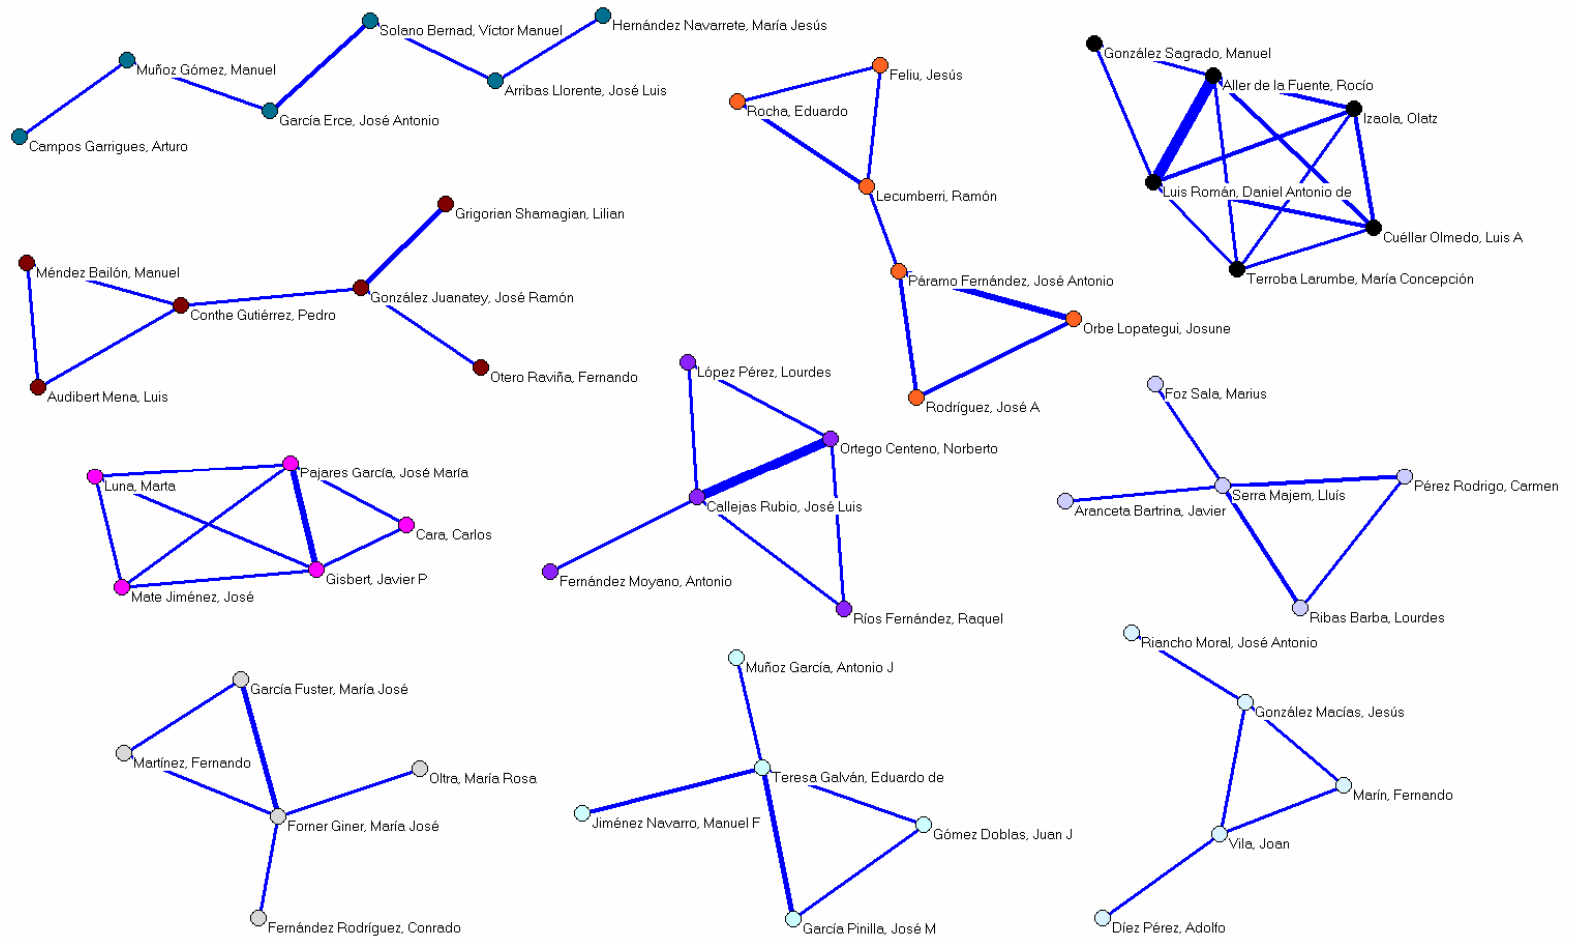 Hernández Navarrete, María Jesús
Solano Bernad, Víctor Manuel
Muñoz Gómez, Manuel
Arribas Llorente, José Luis
García Erce, José Antonio
Campos Garrigues, Arturo
Feliu, Jesús
Rocha, Eduardo
Lecumberri, Ramón
Páramo Fernández, José Antonio
Orbe Lopategui, Josune
Rodríguez, José A
González Sagrado, Manuel
Aller de la Fuente, Rocío
Izaola, Olatz
Luis Román, Daniel Antonio de
Cuéllar Olmedo, Luis A
Terroba Larumbe, María Concepción
Grigorian Shamagian, Lilian
Méndez Bailón, Manuel
González Juanatey, José Ramón
Conthe Gutiérrez, Pedro
Otero Raviña, Fernando
Audibert Mena, Luis
López Pérez, Lourdes
Ortego Centeno, Norberto
Callejas Rubio, José Luis
Fernández Moyano, Antonio
Ríos Fernández, Raquel
Foz Sala, Marius
Pérez Rodrigo, Carmen
Serra Majem, Lluís
Aranceta Bartrina, Javier
Ribas Barba, Lourdes
Pajares García, José María
Luna, Marta
Cara, Carlos
Gisbert, Javier P
Mate Jiménez, José
García Fuster, María José
Martínez, Fernando
Oltra, María Rosa
Forner Giner, María José
Fernández Rodríguez, Conrado
Muñoz García, Antonio J
Teresa Galván, Eduardo de
Jiménez Navarro, Manuel F
Gómez Doblas, Juan J
García Pinilla, José M
Riancho Moral, José Antonio
González Macías, Jesús
Marín, Fernando
Vila, Joan
Díez Pérez, Adolfo